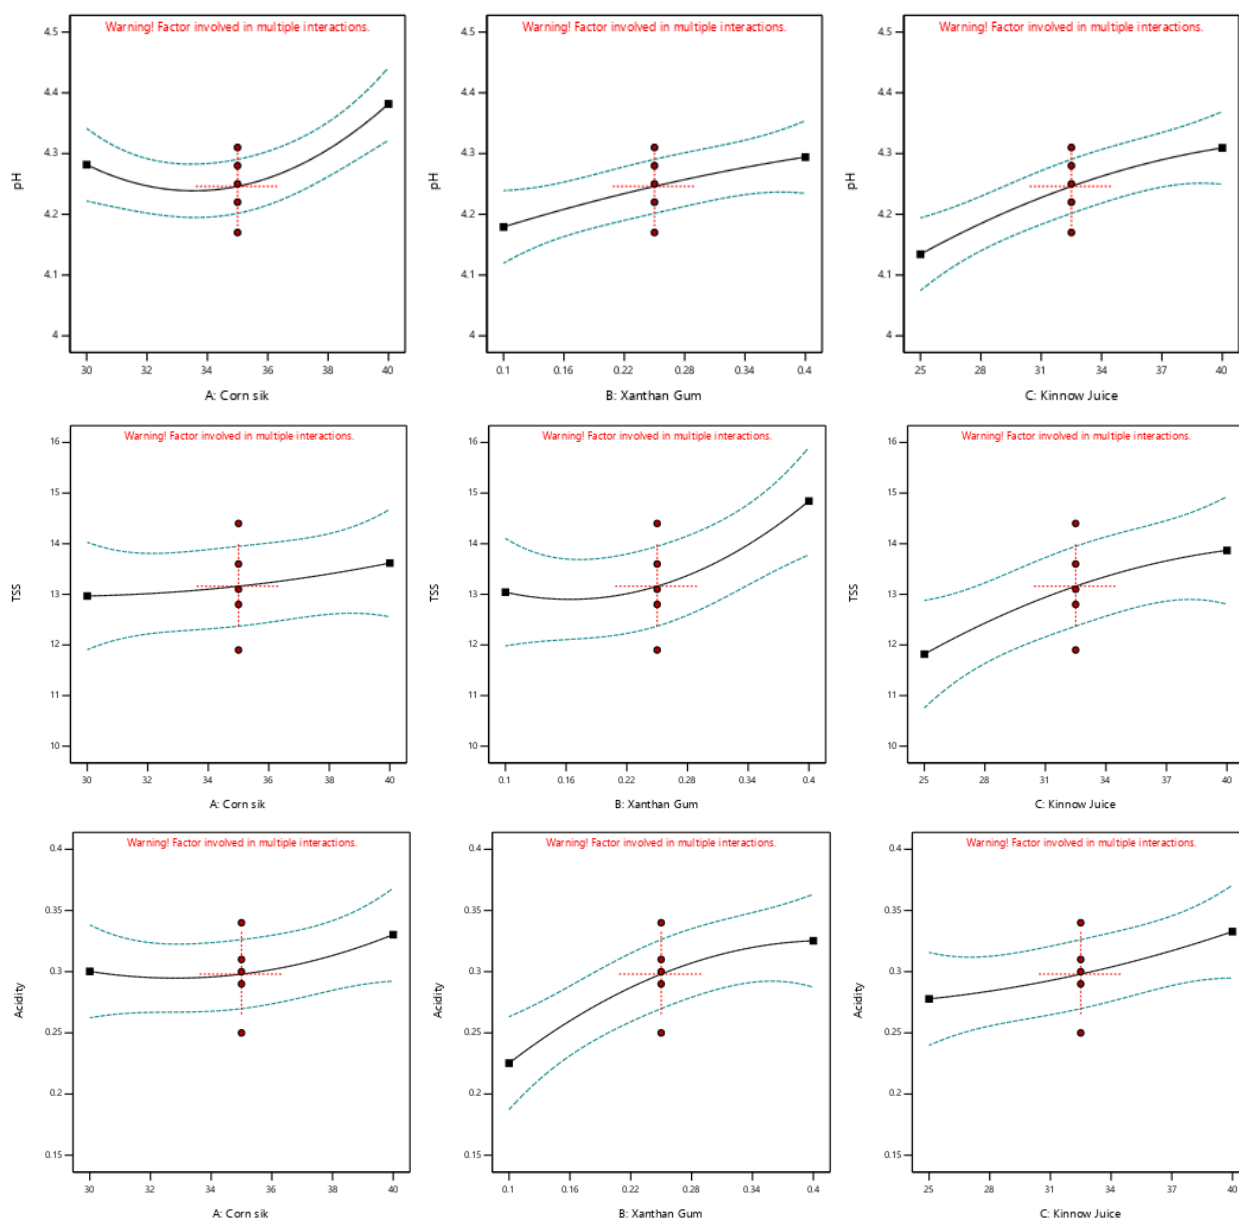 Warning! Factor involved in multiple interactions.
4.5
4.4
4.3
4.2
4.1
4
pH
30 32 34 36 38 40
A: Corn sik
Warning! Factor involved in multiple interactions.
4.5
4.4
4.3
4.2
4.1
4
pH
0.1 0.16 0.22 0.28 0.34 0.4
B: Xanthan Gum
Warning! Factor involved in multiple interactions.
4.5
4.4
4.3
4.2
4.1
4
pH
25 28 31 34 37 40
C: Kinnow Juice
Warning! Factor involved in multiple interactions.
16
15
14
13
12
11
10
TSS
30 32 34 36 38 40
A: Corn sik
Warning! Factor involved in multiple interactions.
16
15
14
13
12
11
10
TSS
0.1 0.16 0.22 0.28 0.34 0.4
B: Xanthan Gum
Warning! Factor involved in multiple interactions.
16
15
14
13
12
11
10
TSS
25 28 31 34 37 40
C: Kinnow Juice
Warning! Factor involved in multiple interactions.
0.4
0.35
0.3
0.25
0.2
0.15
Acidity
30 32 34 36 38 40
A: Corn sik
Warning! Factor involved in multiple interactions.
0.4
0.35
0.3
0.25
0.2
0.15
Acidity
0.1 0.16 0.22 0.28 0.34 0.4
B: Xanthan Gum
Warning! Factor involved in multiple interactions.
0.4
0.35
0.3
0.25
0.2
0.15
Acidity
25 28 31 34 37 40
C: Kinnow Juice